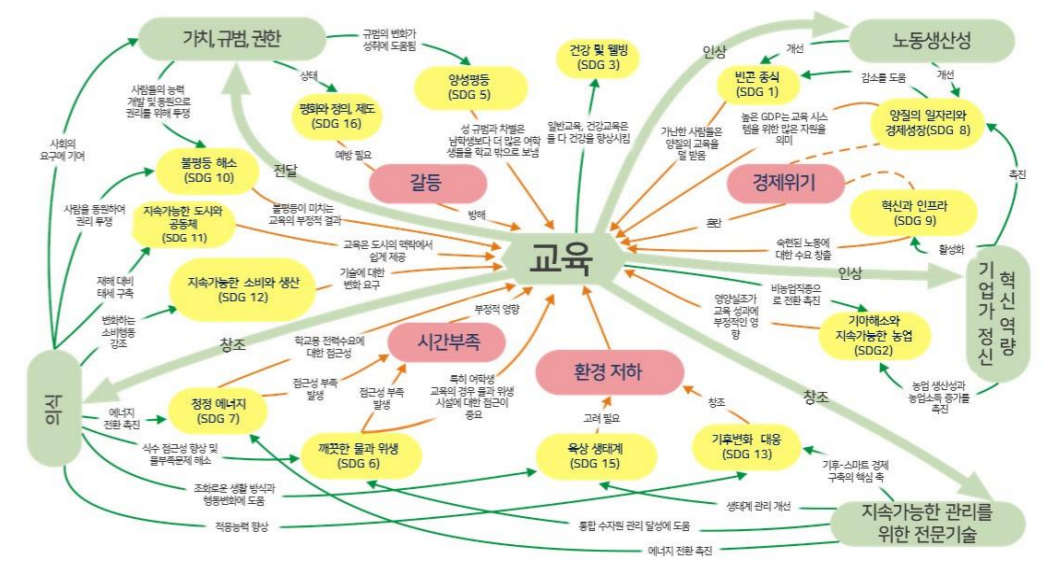 가치, 규범, 권한
규범의 변화가
성취에 도움됨
건강 및 웰빙
(SDG 3)
인상
개선
노동생산성
상태
양성평등
(SDG 5)
빈곤 종식
(SDG 1)
감소를 도움
개선
사람들의 능력
개발 및 동원으로
권리를 위해 투쟁
평화와 정의, 제도
(SDG 16)
성 규범과 차별은
남학생보다 더 많은 여학
생들을 학교 밖으로 보냄
일반교육, 건강교육은
둘 다 건강을 향상시킴
가난한 사람들은
양질의 교육을
덜 받음
높은 GDP는 교육 시스
템을 위한 많은 자원을
의미
양질의 일자리와
경제성장(SDG 8)
사회의
요구에 기여
예방 필요
불평등 해소
(SDG 10)
전달
갈등
경제위기
촉진
사람을 동원하여
권리 투쟁
지속가능한 도시와
공동체
(SDG 11)
불평등이 미치는
교육의 부정적 결과
방해
혼란
혁신과 인프라
(SDG 9)
교육은 도시의 맥락에서
쉽게 제공
교육
숙련된 노동에
대한 수요 창출
활성화
재해 대비
태세 구축
지속가능한 소비와 생산
(SDG 12)
기술에 대한
변화 요구
인상
혁신 역량
기업가 정신
변화하는
소비행동
강조
부정적 영향
영양실조가
교육 성과에
부정적인 영
향
비농업직종으
로 전환 촉진
기아해소와
지속가능한 농업
(SDG2)
창조
학교용 전력수요에
대한 접근성
시간부족
환경 저하
의식
접근성 부족
발생
접근성 부족
발생
특히 여학생
교육의 경우 물과 위생
시설에 대한 접근이
중요
창조
창조
농업 생산성과
농업소득 증가를
촉진
에너지
전환 촉진
청정 에너지
(SDG 7)
고려 필요
식수 접근성 향상 및
물부족문제 해소
깨끗한 물과 위생
(SDG 6)
육상 생태계
(SDG 15)
기후변화 대응
(SDG 13)
기후-스마트 경제
구축의 핵심 축
조화로운 생활 방식과
행동변화에 도움
생태계 관리 개선
적응능력 향상
통합 수자원 관리 달성에 도움
지속가능한 관리를
위한 전문기술
에너지 전환 촉진